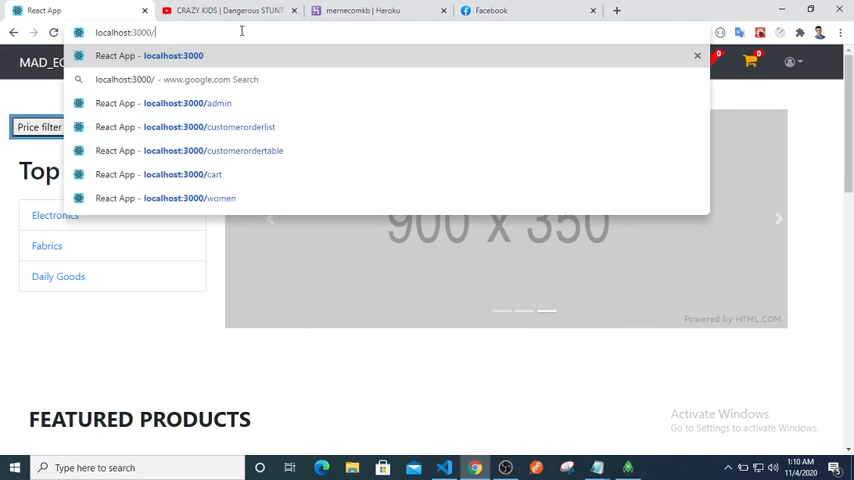 React App
CRAZY KIDS | Dangerous STUNT
mernecomkb | Heroku
Facebook
localhost:3000/
React App - localhost:3000
localhost:3000/ - www.google.com Search
React App - localhost:3000/admin
React App - localhost:3000/customerorderlist
React App - localhost:3000/customerordertable
React App - localhost:3000/cart
React App - localhost:3000/women
MAD_EC
0
0
Price filter
Top
Electronics
Fabrics
Daily Goods
900 x 350
Powered by HTML.COM
FEATURED PRODUCTS
Activate Windows
Go to Settings to activate Windows.
Type here to search
1:10 AM
11/4/2020
5